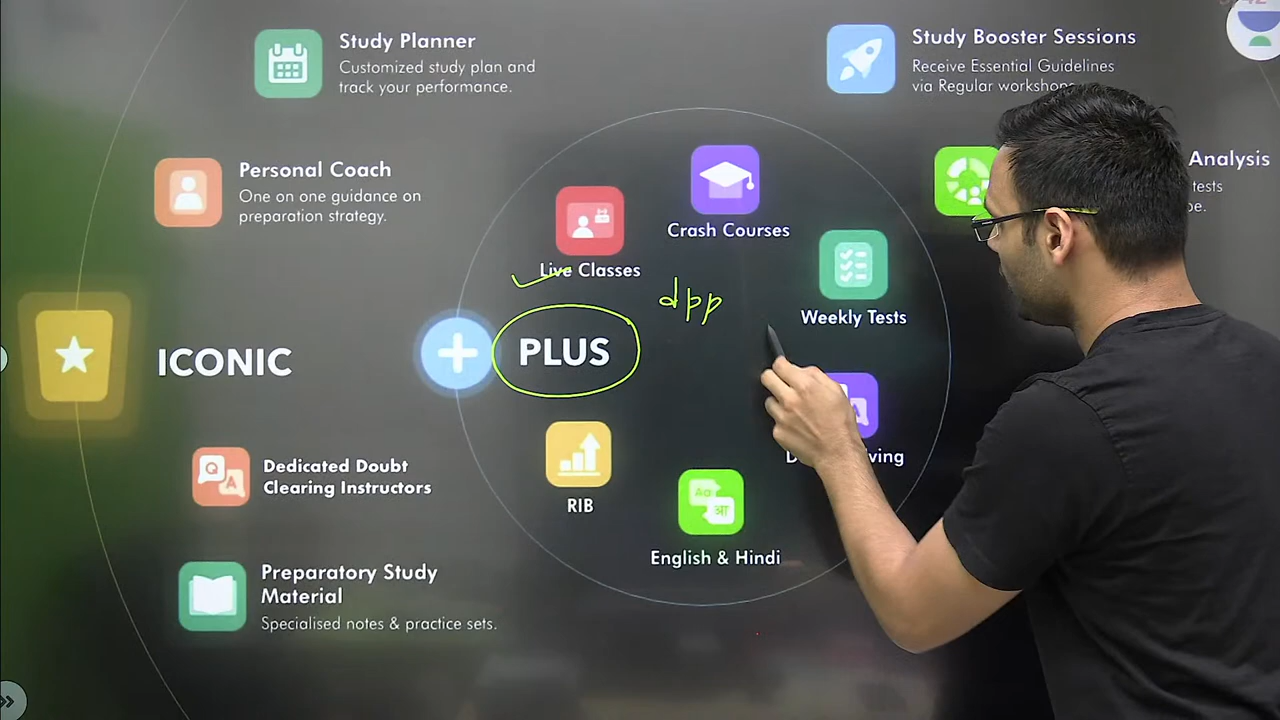 Study Planner
Customized study plan and
track your performance.
Study Booster Sessions
Receive Essential Guidelines
via Regular workshops
Personal Coach
One on one guidance on
preparation strategy.
Analysis
tests
Crash Courses
Live Classes
dpp
Weekly Tests
ICONIC
PLUS
Q
A
Dedicated Doubt
Clearing Instructors
A
RIB
Aa
अा
English & Hindi
Preparatory Study
Material
Specialised notes & practice sets.